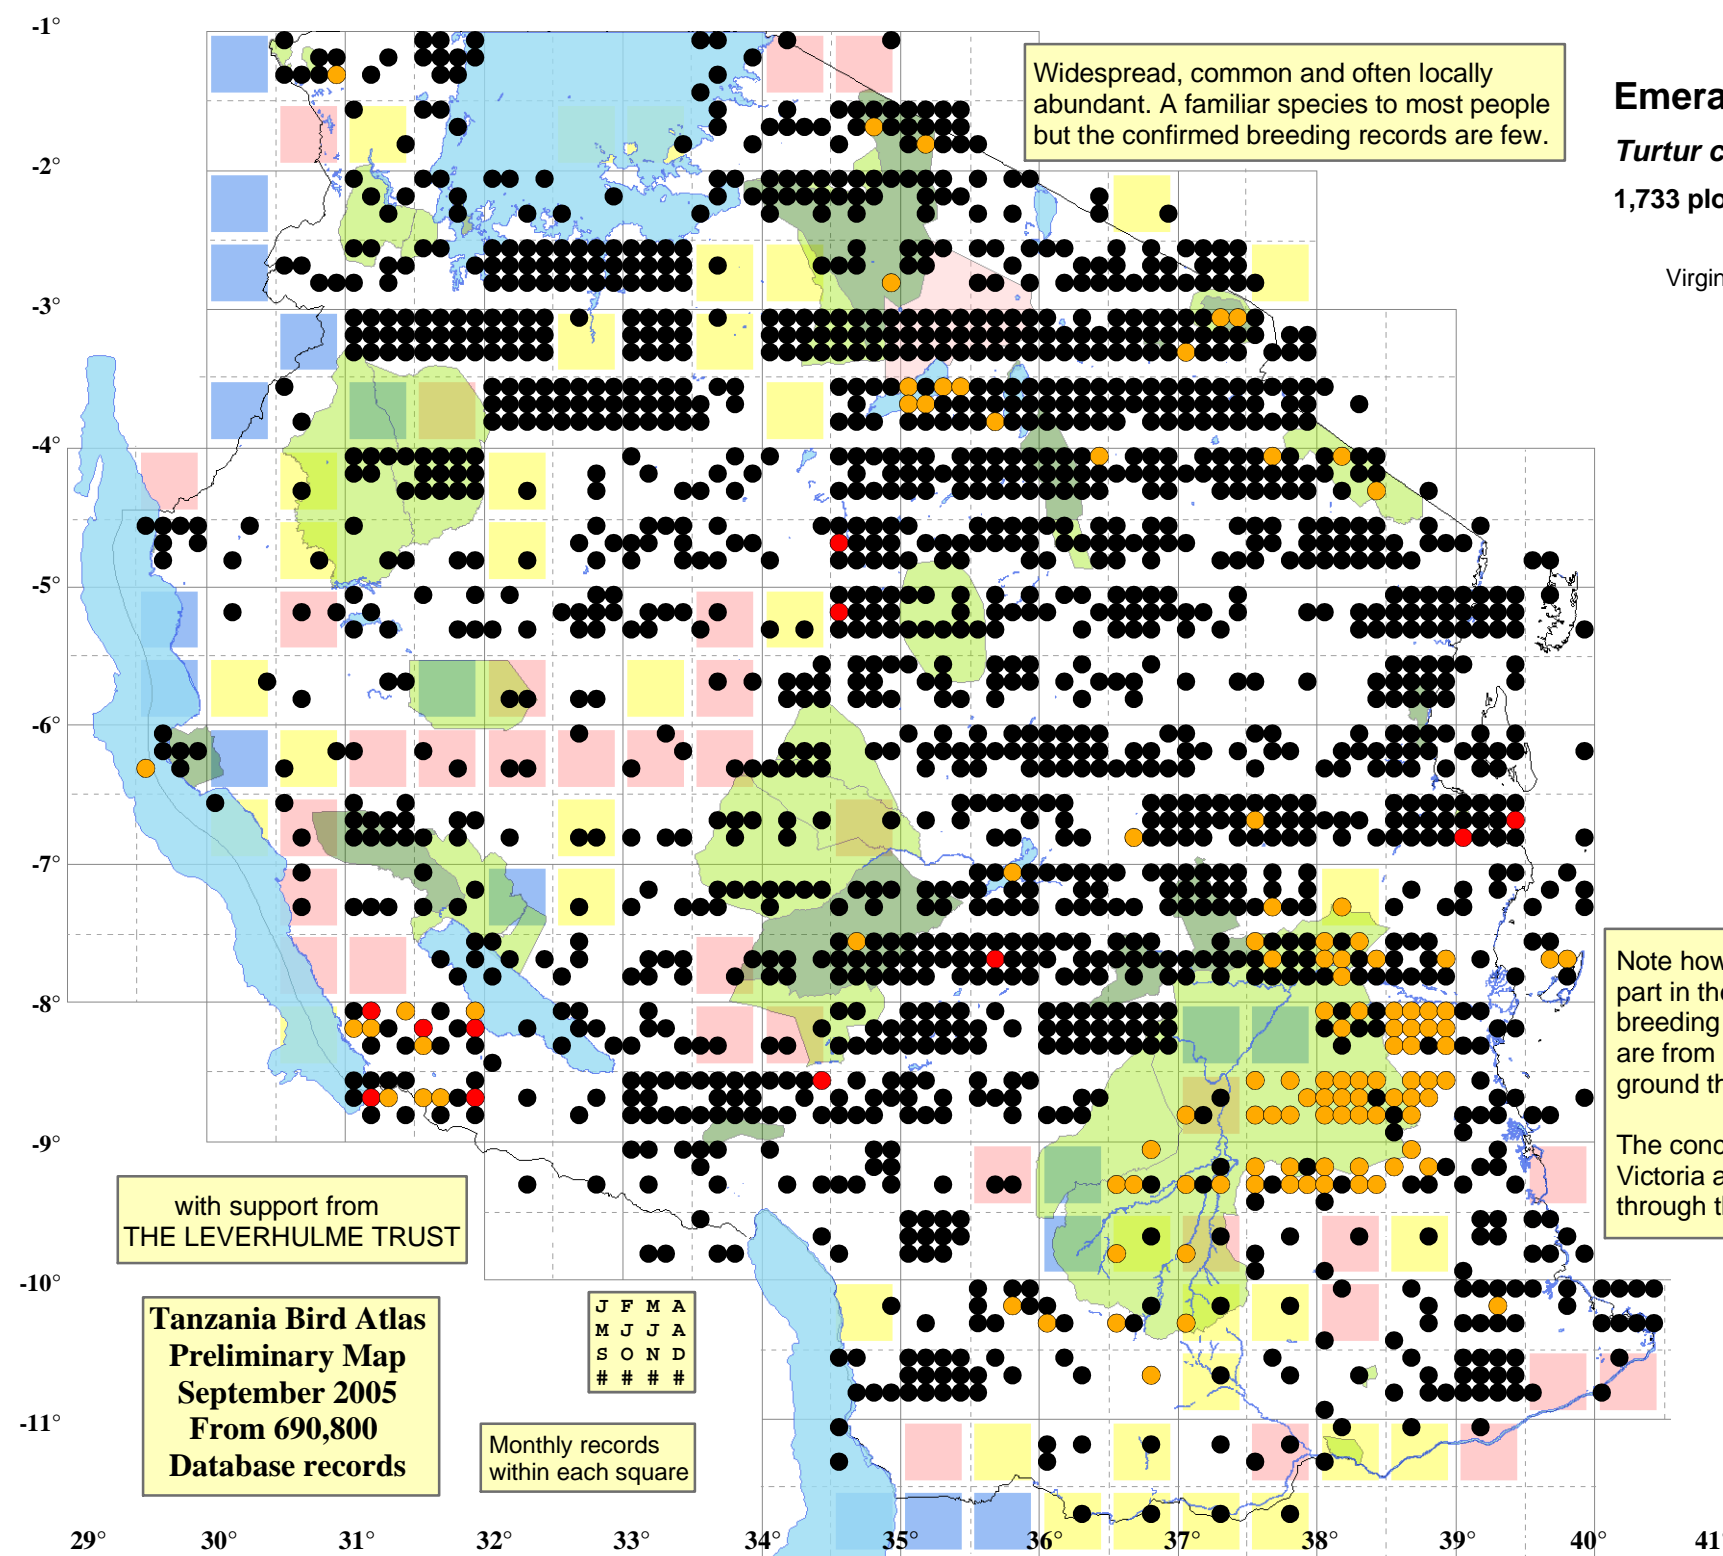 -1°
Widespread, common and often locally
abundant. A familiar species to most people
but the confirmed breeding records are few.
Emera
Turtur c
1,733 plo
Virgin
-2°
-3°
-4°
-5°
-6°
-7°
-8°
-9°
-10°
-11°
Note how
part in the
breeding
are from
ground th
The conc
Victoria a
through th
with support from
THE LEVERHULME TRUST
Tanzania Bird Atlas
Preliminary Map
September 2005
From 690,800
Database records
J F M A
M J J A
S O N D
# # # #
Monthly records
within each square
29° 30° 31° 32° 33° 34° 35° 36° 37° 38° 39° 40° 41°